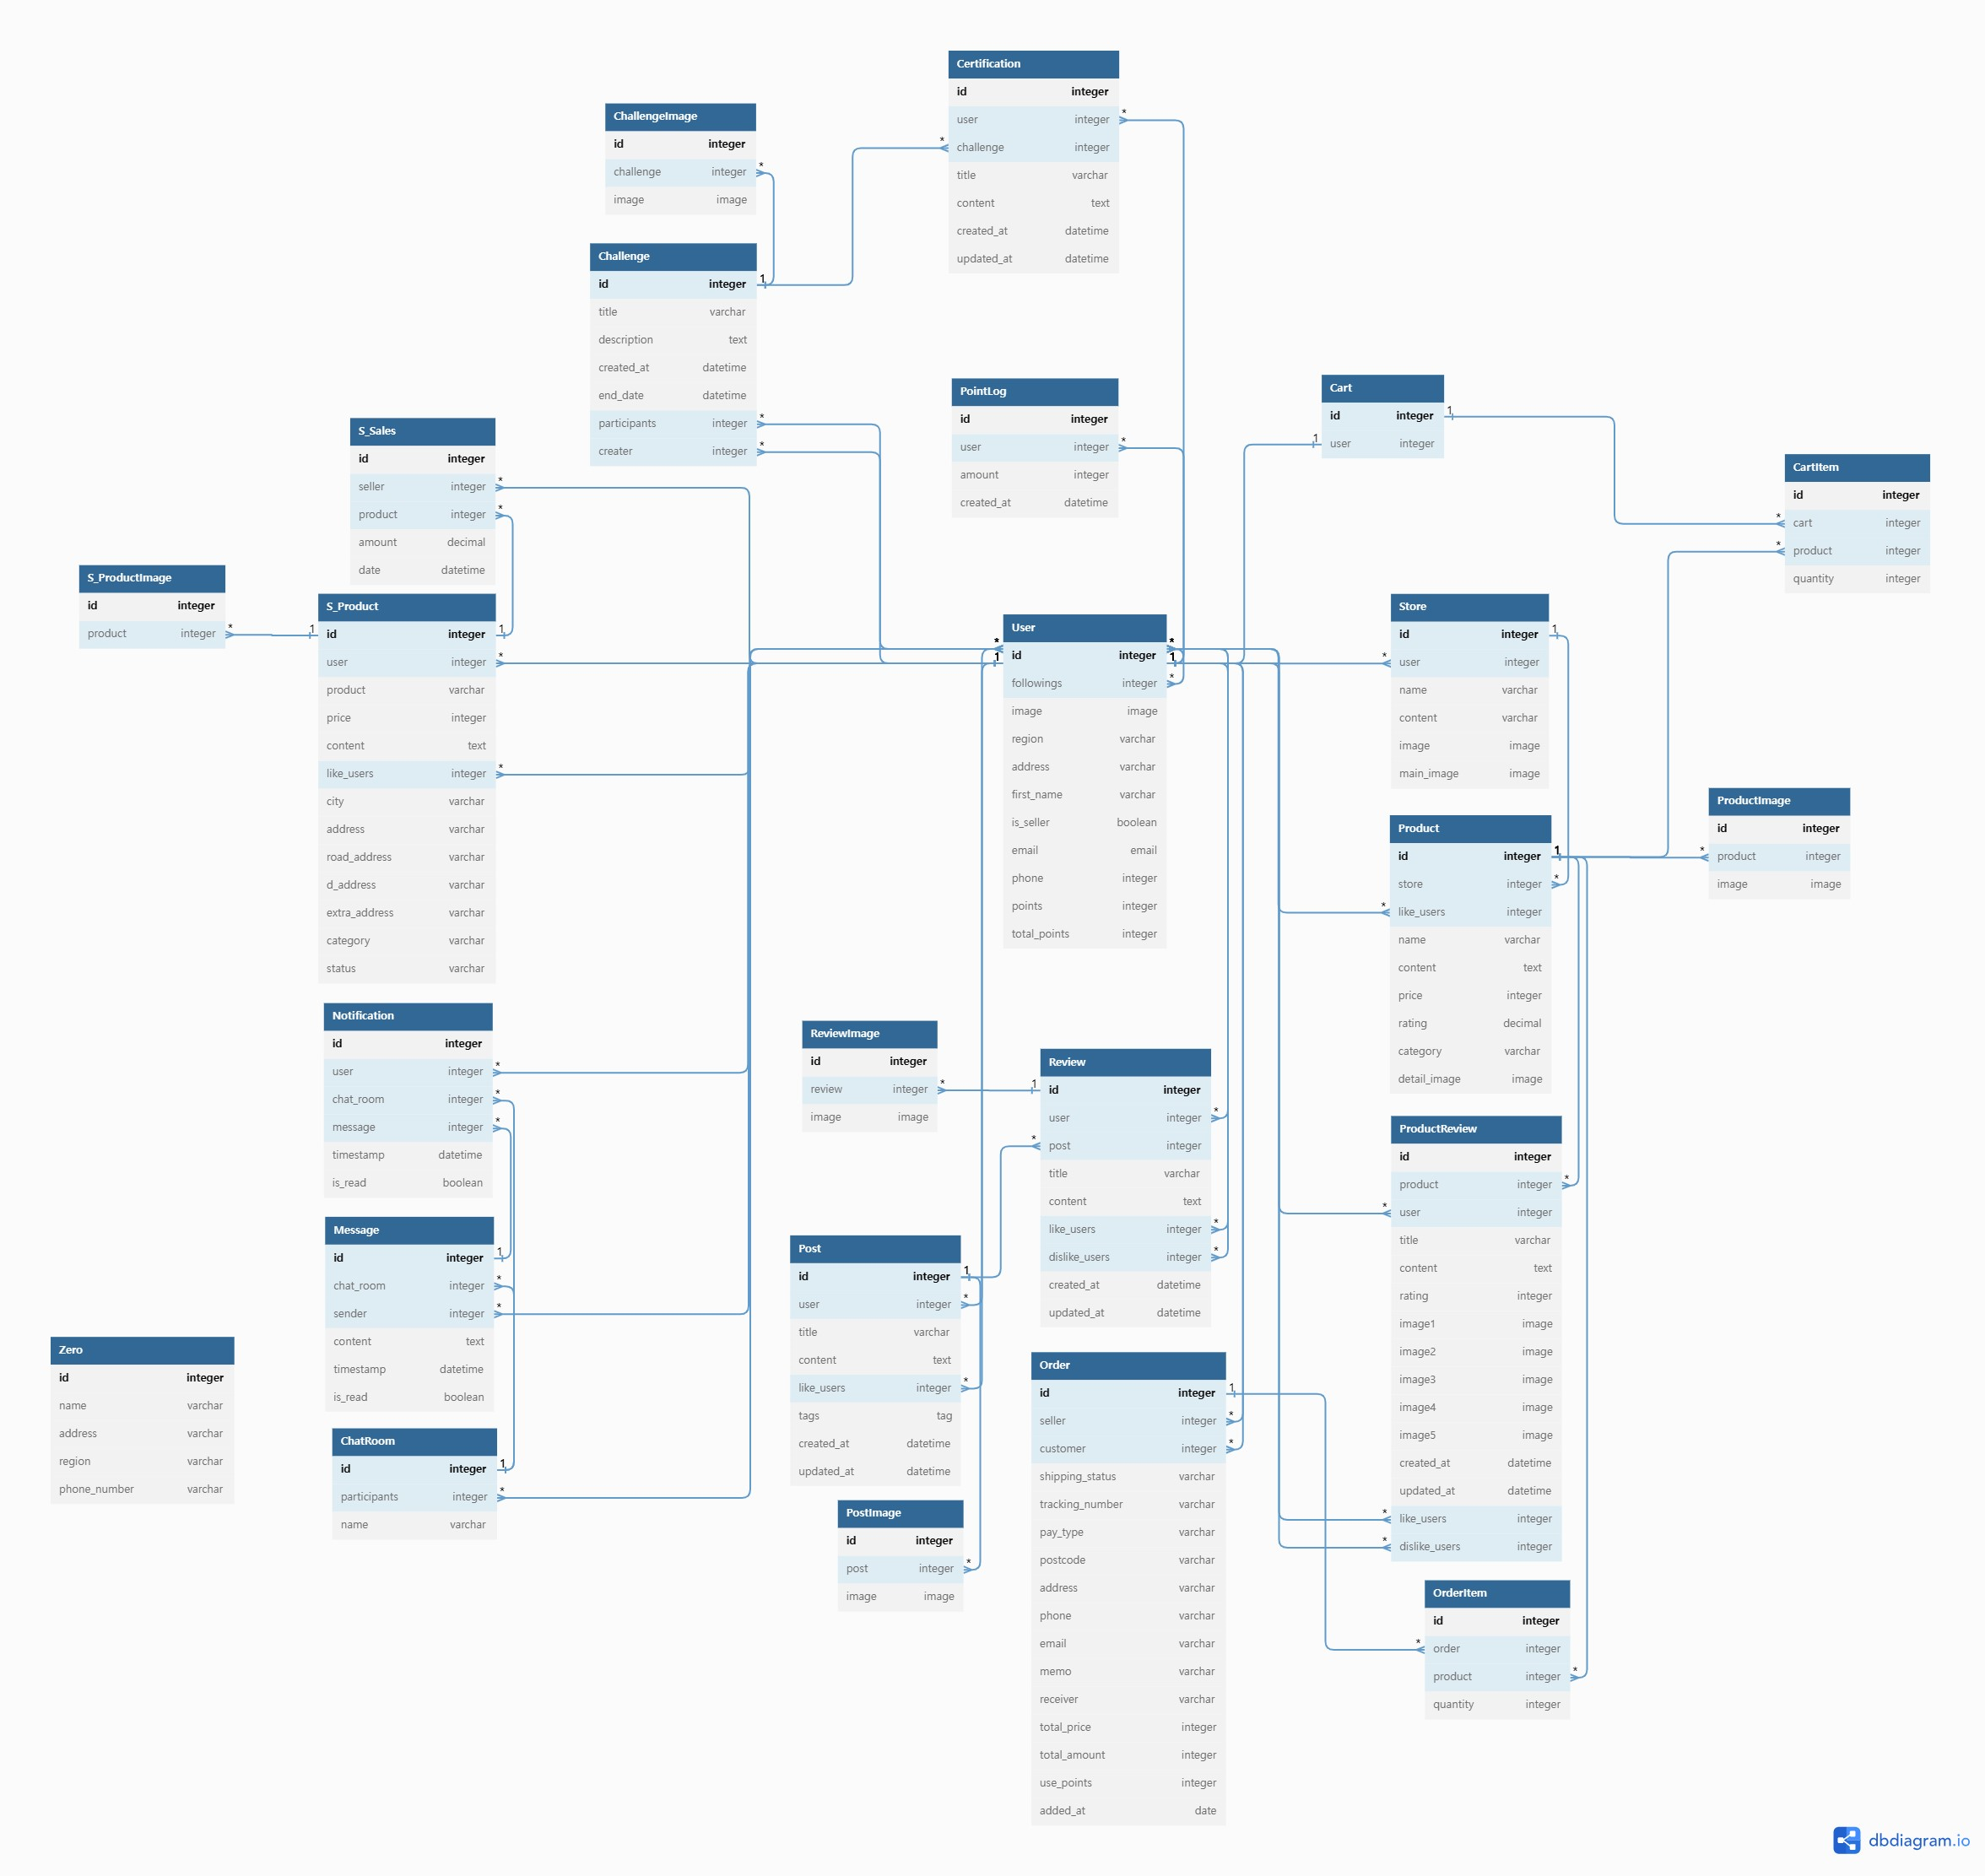 Certification
id integer
user integer
challenge integer
title varchar
content text
created_at datetime
updated_at datetime
ChallengeImage
id integer
challenge integer
image image
Challenge
id integer
title varchar
description text
created_at datetime
end_date datetime
participants integer
creater integer
PointLog
id integer
user integer
amount integer
created_at datetime
Cart
id integer
user integer
CartItem
id integer
cart integer
product integer
quantity integer
S_Sales
id integer
seller integer
product integer
amount decimal
date datetime
S_ProductImage
id integer
product integer
S_Product
id integer
user integer
product varchar
price integer
content text
like_users integer
city varchar
address varchar
road_address varchar
d_address varchar
extra_address varchar
category varchar
status varchar
User
id integer
followings integer
image image
region varchar
address varchar
first_name varchar
is_seller boolean
email email
phone integer
points integer
total_points integer
Store
id integer
user integer
name varchar
content varchar
image image
main_image image
ProductImage
id integer
product integer
image image
Product
id integer
store integer
like_users integer
name varchar
content text
price integer
rating decimal
category varchar
detail_image image
Notification
id integer
user integer
chat_room integer
message integer
timestamp datetime
is_read boolean
ReviewImage
id integer
review integer
image image
Review
id integer
user integer
post integer
title varchar
content text
like_users integer
dislike_users integer
created_at datetime
updated_at datetime
ProductReview
id integer
product integer
user integer
title varchar
content text
rating integer
image1 image
image2 image
image3 image
image4 image
image5 image
created_at datetime
updated_at datetime
like_users integer
dislike_users integer
Message
id integer
chat_room integer
sender integer
content text
timestamp datetime
is_read boolean
Post
id integer
user integer
title varchar
content text
like_users integer
tags tag
created_at datetime
updated_at datetime
Zero
id integer
name varchar
address varchar
region varchar
phone_number varchar
Order
id integer
seller integer
customer integer
shipping_status varchar
tracking_number varchar
pay_type varchar
postcode varchar
address varchar
phone varchar
email varchar
memo varchar
receiver varchar
total_price integer
total_amount integer
use_points integer
added_at date
ChatRoom
id integer
participants integer
name varchar
PostImage
id integer
post integer
image image
OrderItem
id integer
order integer
product integer
quantity integer
dbdiagram.io